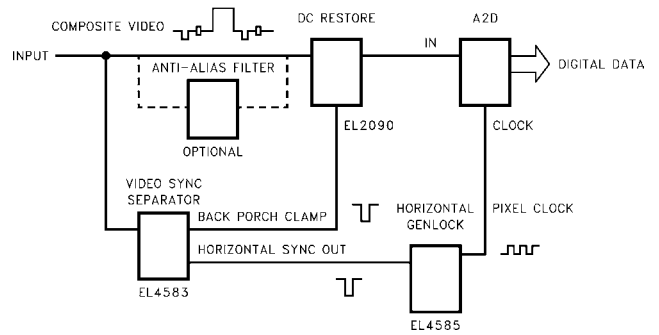 COMPOSITE VIDEO
DC RESTORE
A2D
INPUT
IN
ANTI-ALIAS FILTER
DIGITAL DATA
EL2090
CLOCK
OPTIONAL
VIDEO SYNC
SEPARATOR
BACK PORCH CLAMP
HORIZONTAL
GENLOCK
PIXEL CLOCK
HORIZONTAL SYNC OUT
EL4583
EL4585